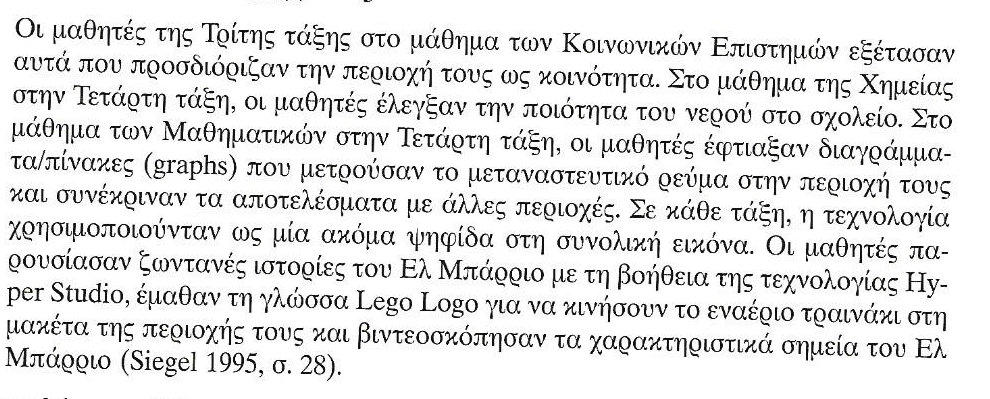 Οι μαθητές της Τρίτης τάξης στο μάθημα των Κοινωνικών Επιστημών εξέτασαν
αυτά που προσδιόριζαν την περιοχή τους ως κοινότητα. Στο μάθημα της Χημείας
στην Τετάρτη τάξη, οι μαθητές έλεγξαν την ποιότητα του νερού στο σχολείο. Στο
μάθημα των Μαθηματικών στην Τετάρτη τάξη, οι μαθητές έφτιαξαν διαγράμμα-
τα/πίνακες (graphs) που μετρούσαν το μεταναστευτικό ρεύμα στην περιοχή τους
και συνέκριναν τα αποτελέσματα με άλλες περιοχές. Σε κάθε τάξη, η τεχνολογία
χρησιμοποιούνταν ως μία ακόμα ψηφίδα στη συνολική εικόνα. Οι μαθητές πα-
ρουσίασαν ζωντανές ιστορίες του Ελ Μπάρριο με τη βοήθεια της τεχνολογίας Hy-
per Studio, έμαθαν τη γλώσσα Lego Logo για να κινήσουν το εναέριο τραινάκι στη
μακέτα της περιοχής τους και βιντεοσκόπησαν τα χαρακτηριστικά σημεία του Ελ
Μπάρριο (Siegel 1995, σ. 28).